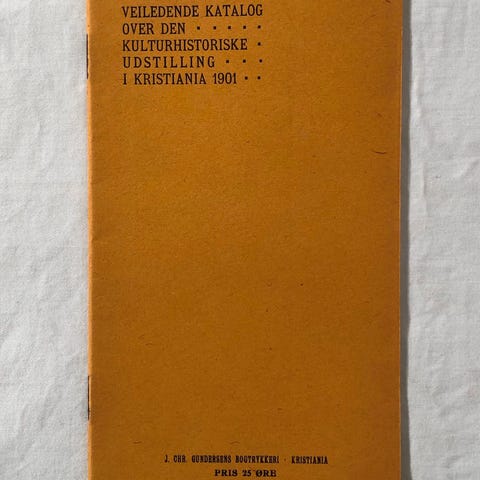 VEILEDENDE KATALOG
OVER DEN · · · · ·
KULTURHISTORISKE ·
UDSTILLING · · ·
I KRISTIANIA 1901 · ·
J. CHR. GUNDERSENS BOGTRYKKERI · KRISTIANIA
PRIS 25 ØRE